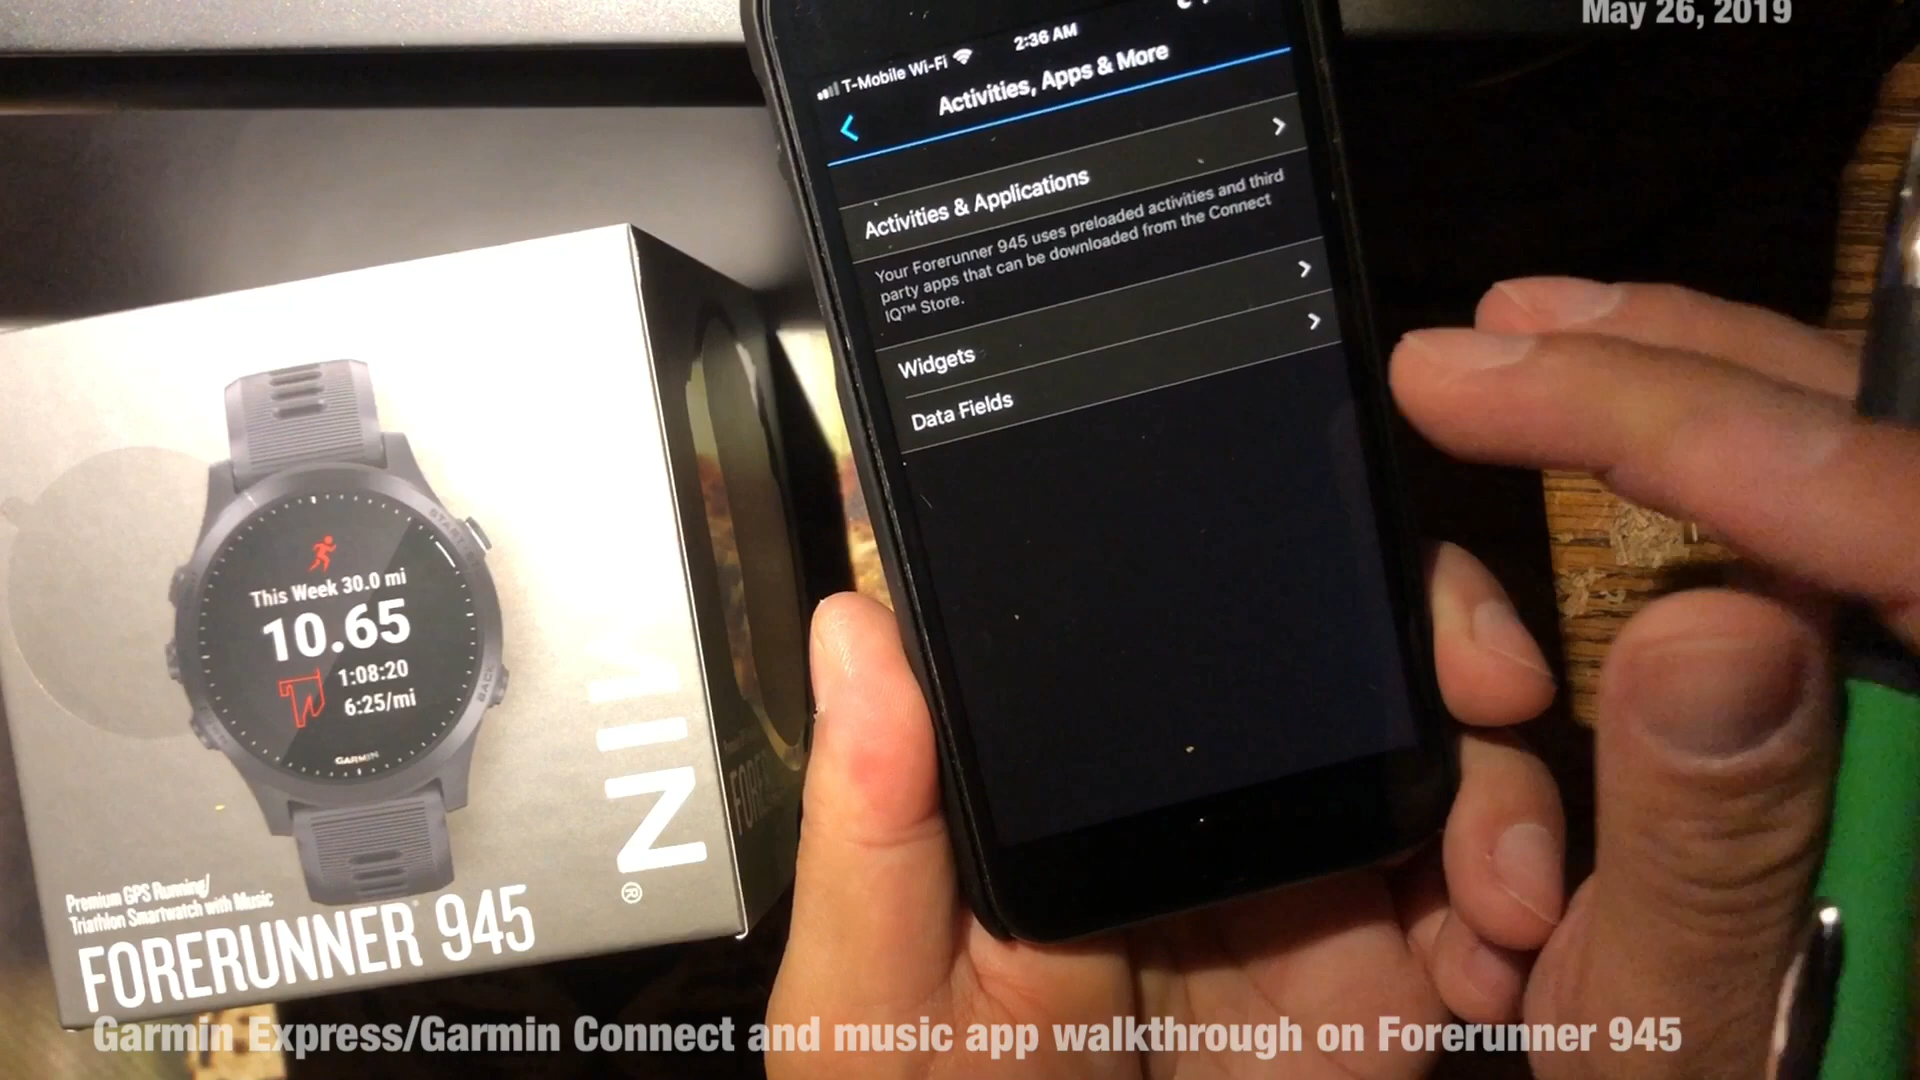 May 26, 2019
T-Mobile Wi-Fi
2:36 AM
Activities, Apps & More
Activities & Applications
Your Forerunner 945 uses preloaded activities and third
party apps that can be downloaded from the Connect
IQ™ Store.
Widgets
Data Fields
START
This Week 30.0 mi
10.65
1:08:20
6:25/mi
BACK
GARMIN
Premium GPS Running/
Triathlon Smartwatch with Music
FORERUNNER 945
MIN®
Garmin Express/Garmin Connect and music app walkthrough on Forerunner 945